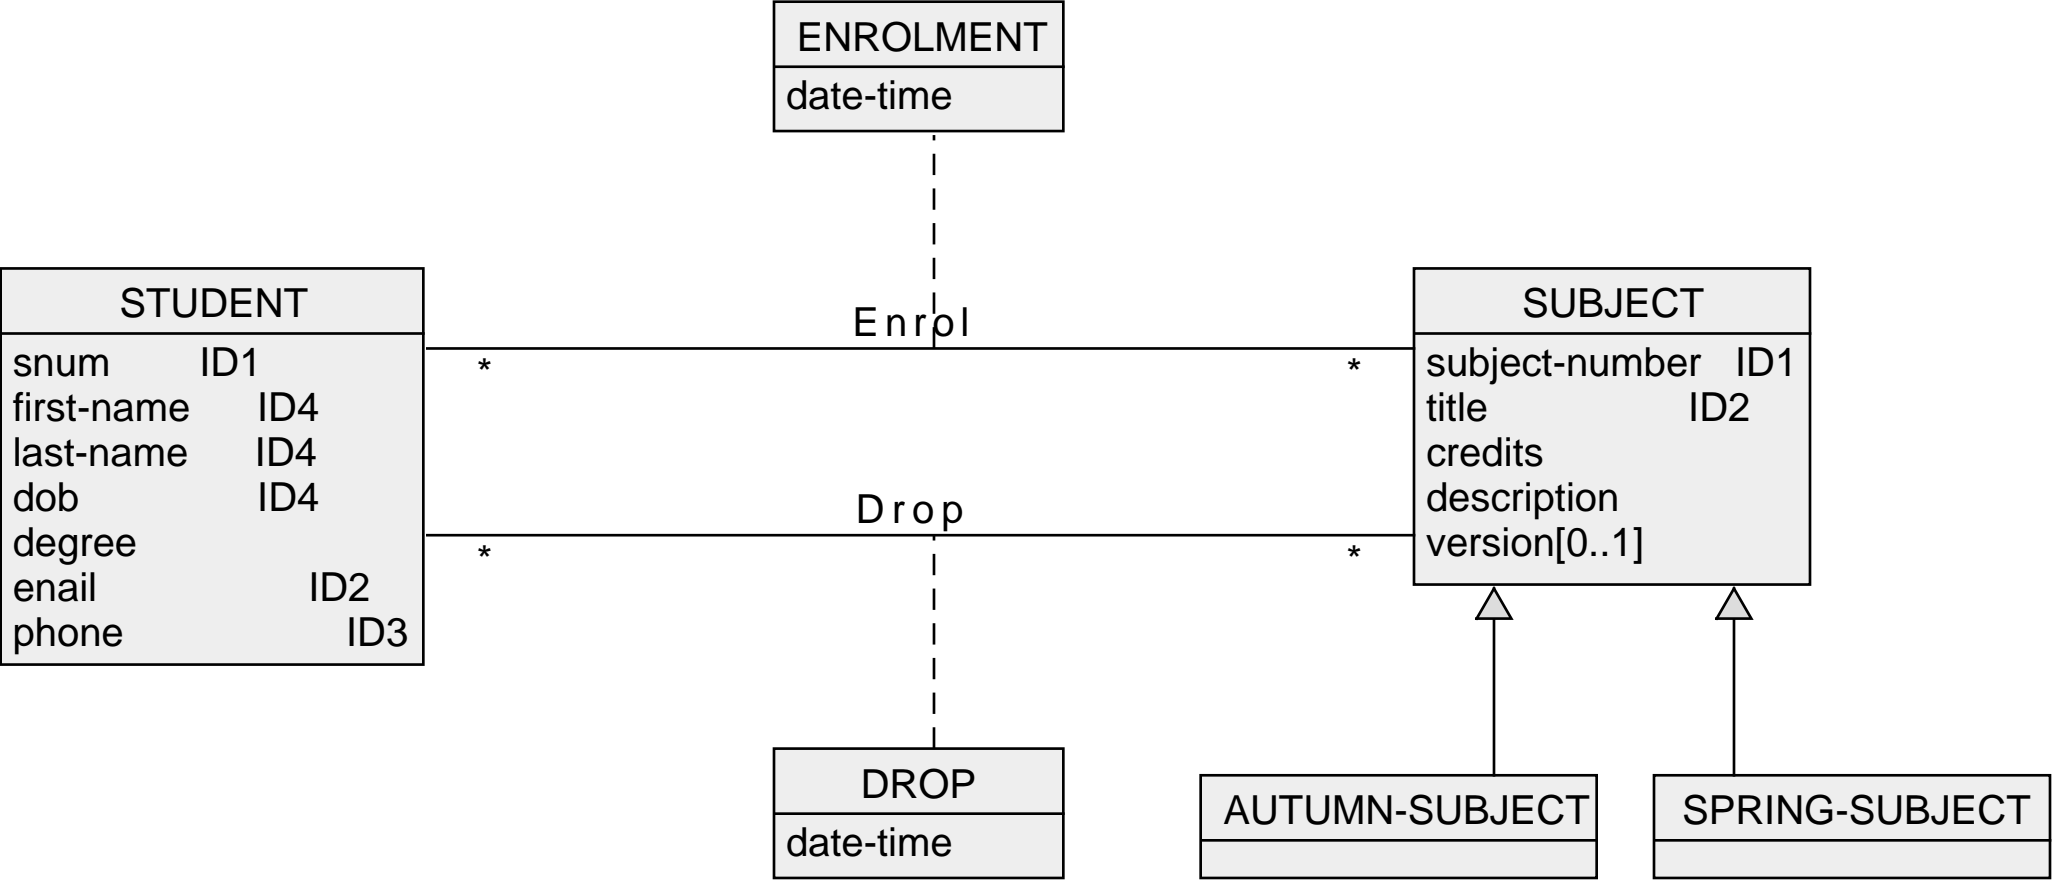 ENROLMENT
date-time
STUDENT
snum ID1
first-name ID4
last-name ID4
dob ID4
degree
enail ID2
phone ID3
Enrol
* *
Drop
* *
SUBJECT
subject-number ID1
title ID2
credits
description
version[0..1]
DROP
date-time
AUTUMN-SUBJECT
SPRING-SUBJECT